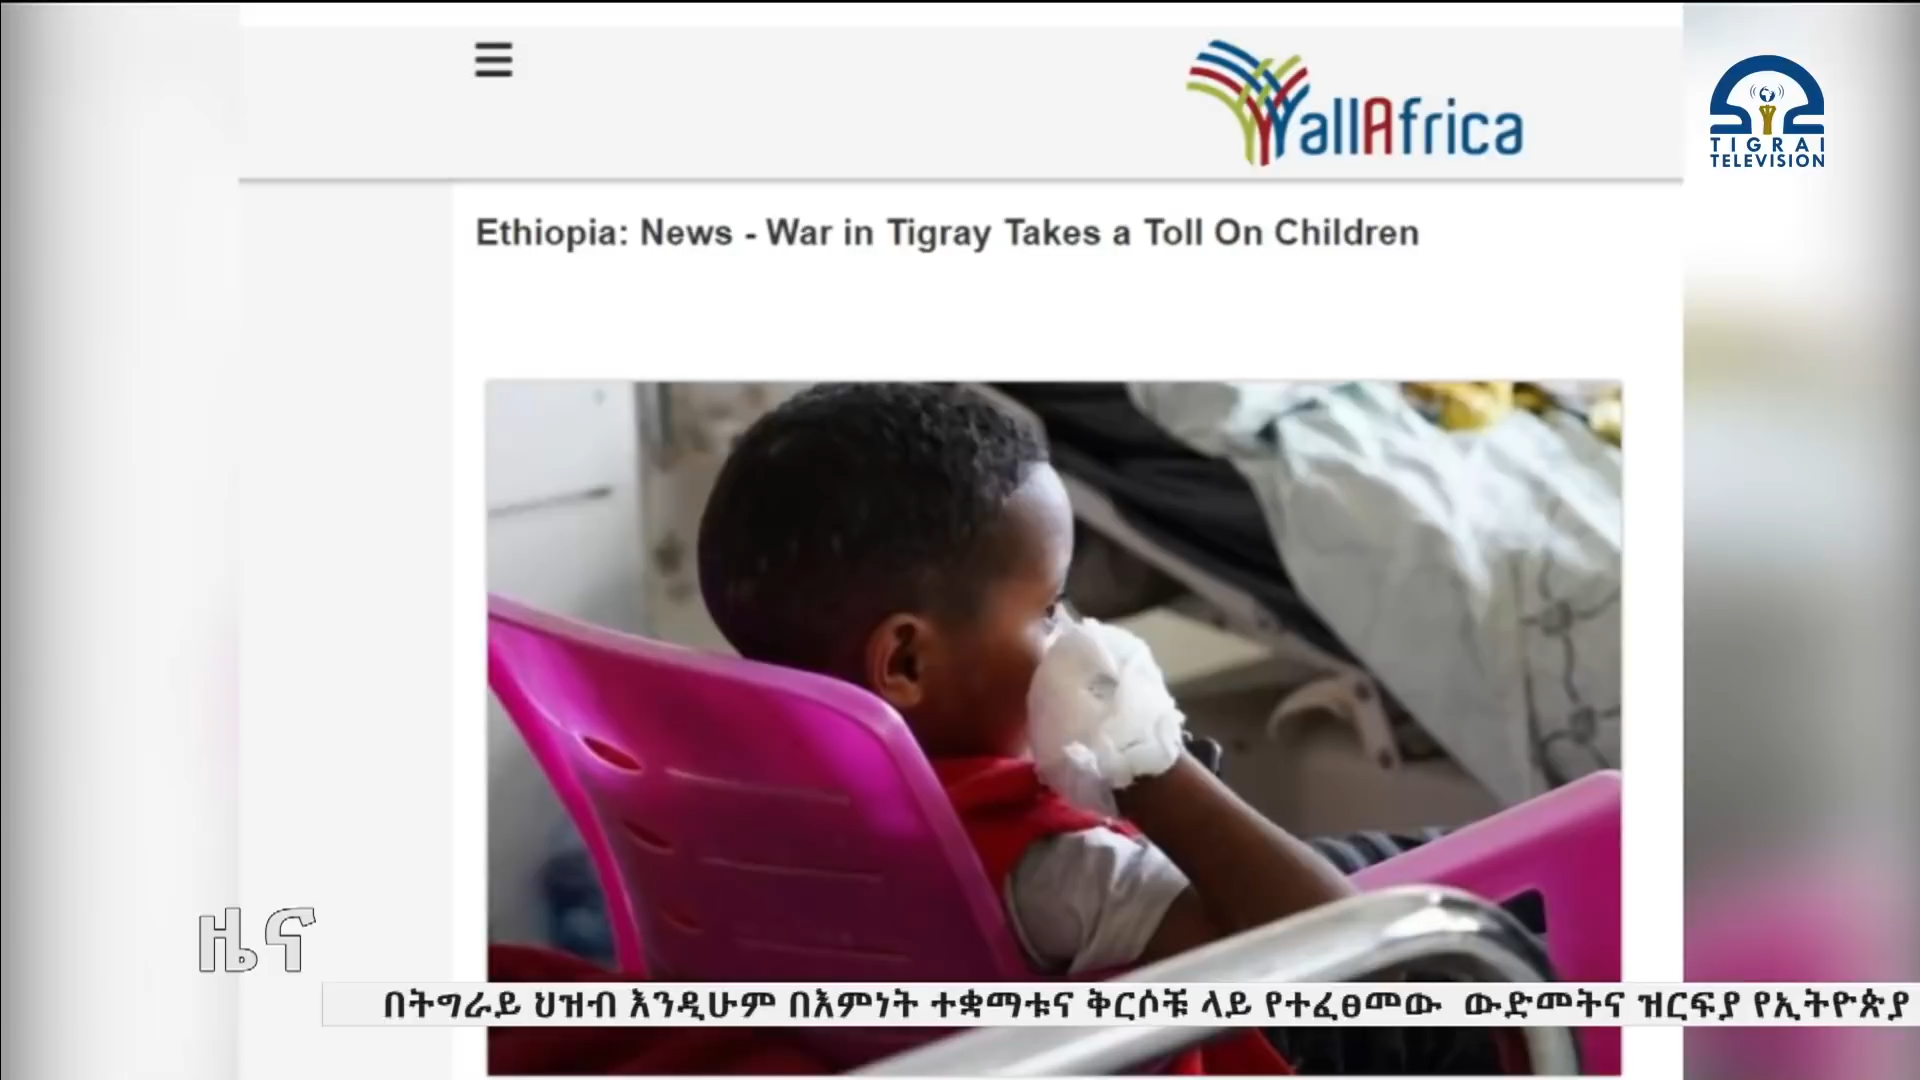 allAfrica
TIGRAI
TELEVISION
Ethiopia: News - War in Tigray Takes a Toll On Children
ዜና
በትግራይ ህዝብ እንዲሁም በእምነት ተቋማቱና ቅርሶቹ ላይ የተፈፀመው ውድመትና ዝርፍያ የኢትዮጵያ